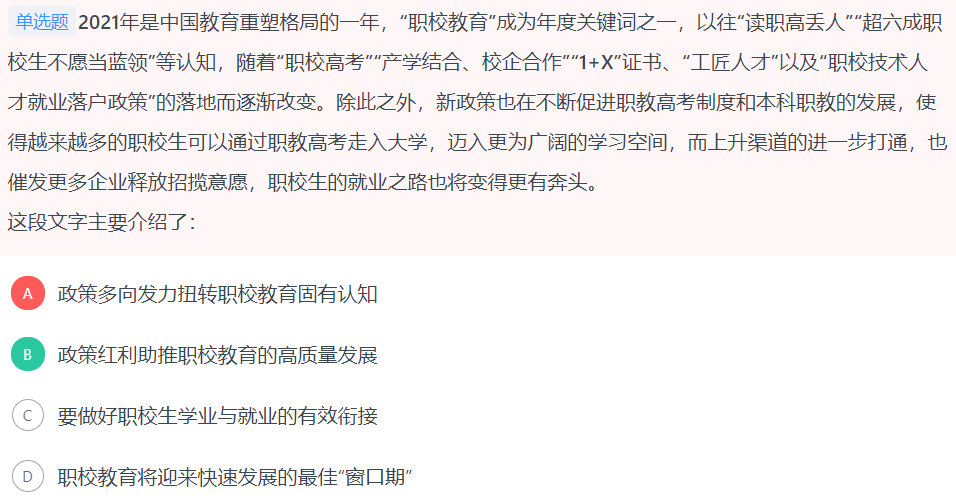 单选题 2021年是中国教育重塑格局的一年，“职校教育”成为年度关键词之一，以往“读职高丢人”“超六成职
校生不愿当蓝领”等认知，随着“职校高考”“产学结合、校企合作”“1+X”证书、“工匠人才”以及“职校技术人
才就业落户政策”的落地而逐渐改变。除此之外，新政策也在不断促进职教高考制度和本科职教的发展，使
得越来越多的职校生可以通过职教高考走入大学，迈入更为广阔的学习空间，而上升渠道的进一步打通，也
催发更多企业释放招揽意愿，职校生的就业之路也将变得更有奔头。
这段文字主要介绍了：
A 政策多向发力扭转职校教育固有认知
B 政策红利助推职校教育的高质量发展
C 要做好职校生学业与就业的有效衔接
D 职校教育将迎来快速发展的最佳“窗口期”